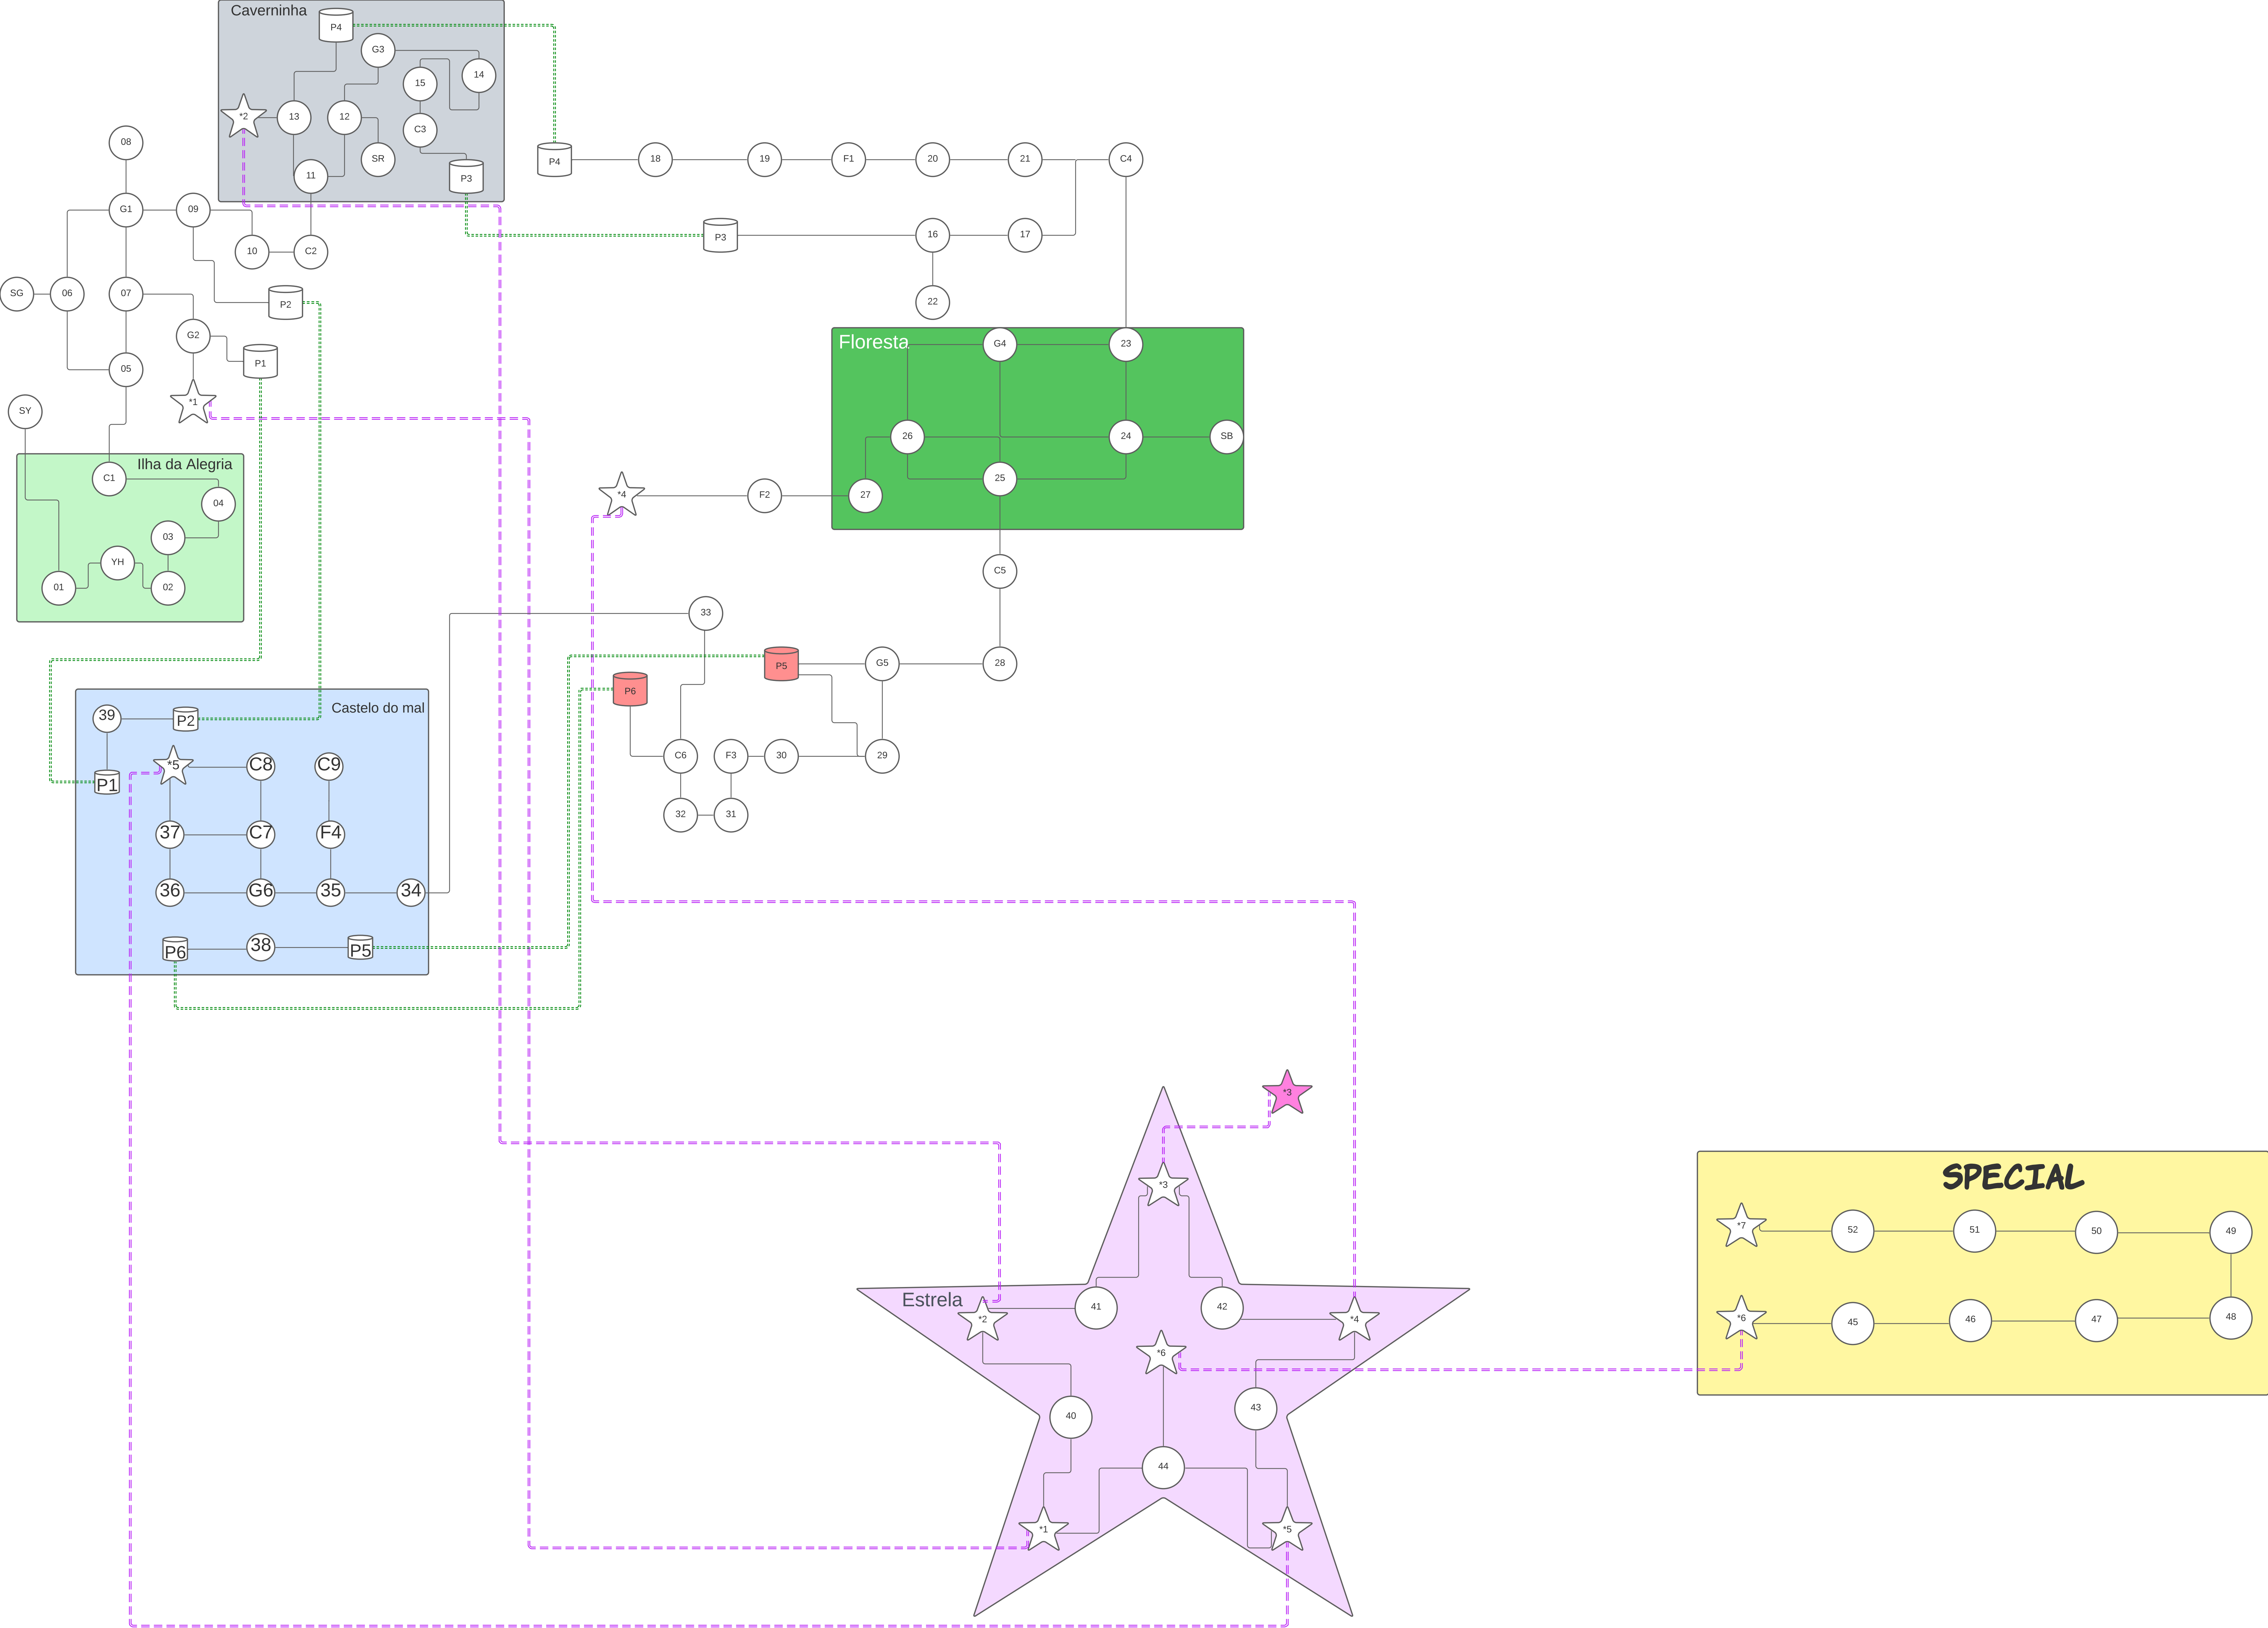 Caverninha
P4
G3
15
14
*2
13
12
C3
SR
11
P3
08
G1
09
10
C2
SG
06
07
P2
G2
P1
05
*1
SY
P4
18
19
F1
20
21
C4
P3
16
17
22
Floresta
G4
23
26
24
SB
25
27
F2
*4
C5
Ilha da Alegria
C1
04
03
YH
01
02
33
P5
G5
28
P6
C6
F3
30
29
32
31
Castelo do mal
39
P2
*5
C8
C9
P1
37
C7
F4
36
G6
35
34
P6
38
P5
*3
*3
Estrela
*2
41
42
*4
*6
40
43
44
*1
*5
SPECIAL
*7
52
51
50
49
*6
45
46
47
48